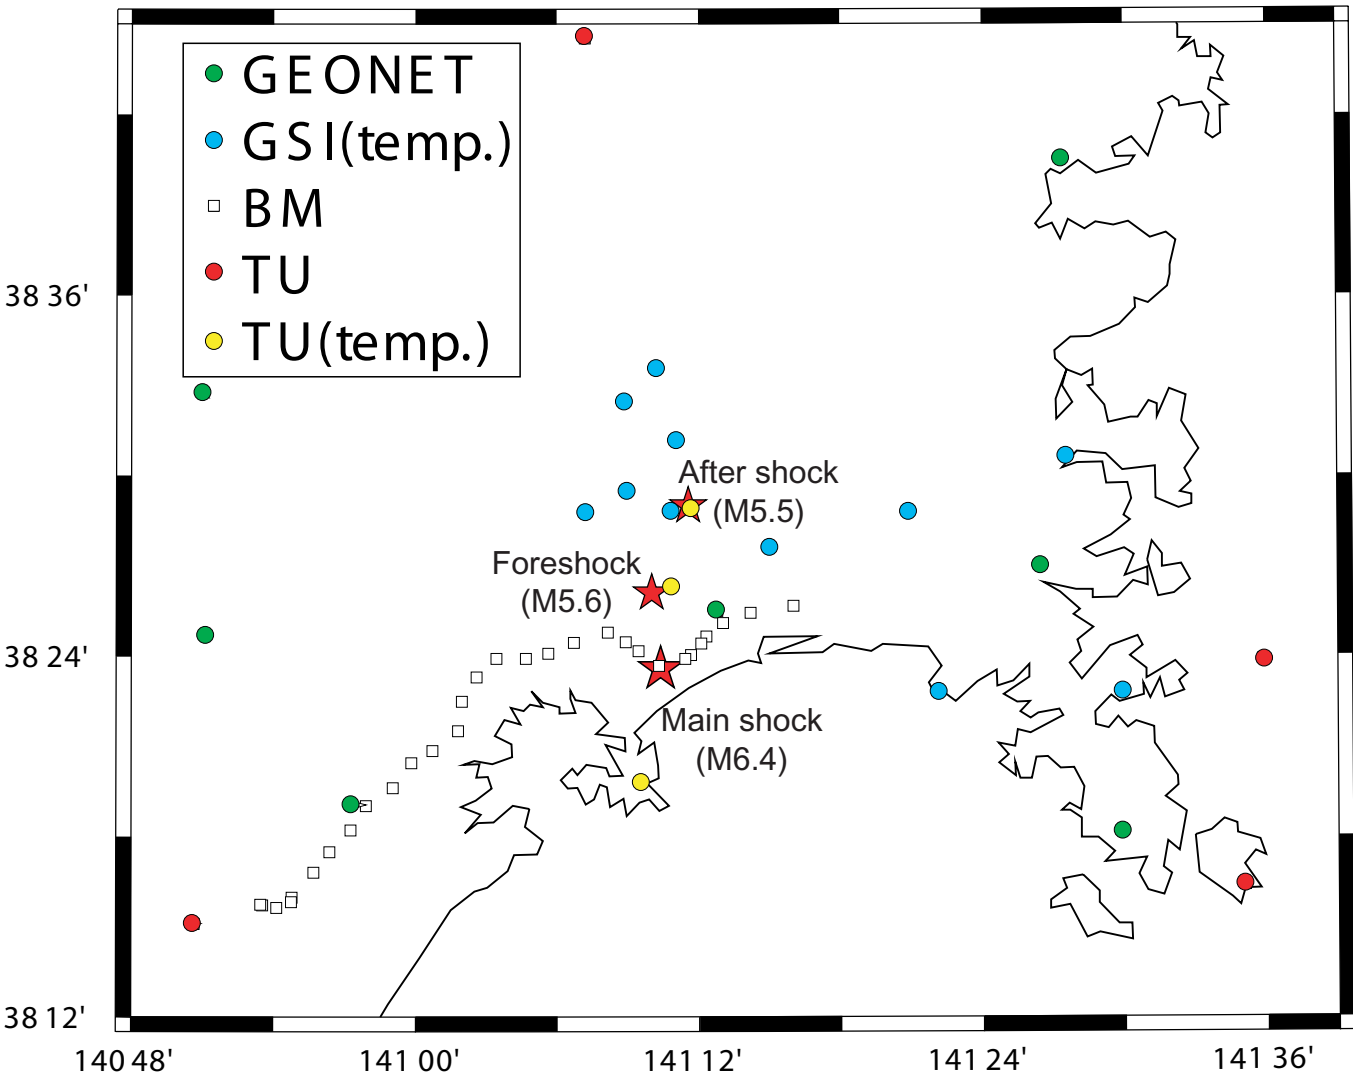 GEONET
GSI(temp.)
BM
TU
TU(temp.)
38 36'
After shock
(M5.5)
Foreshock
(M5.6)
38 24'
Main shock
(M6.4)
38 12'
140 48' 141 00' 141 12' 141 24' 141 36'